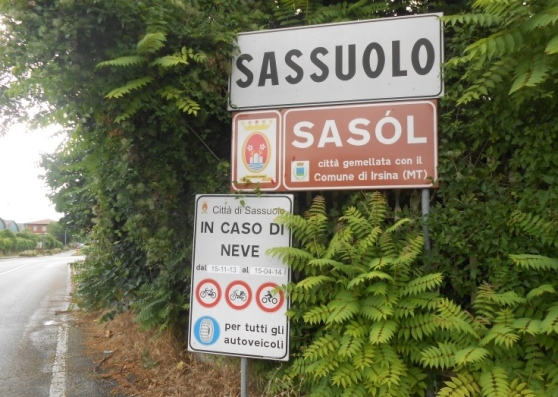 SASSUOLO
SASÓL
città gemellata con il
Comune di Irsina (MT)
Città di Sassuolo
IN CASO DI
NEVE
dal 15-11-13 al 15-04-14
per tutti gli
autoveicoli